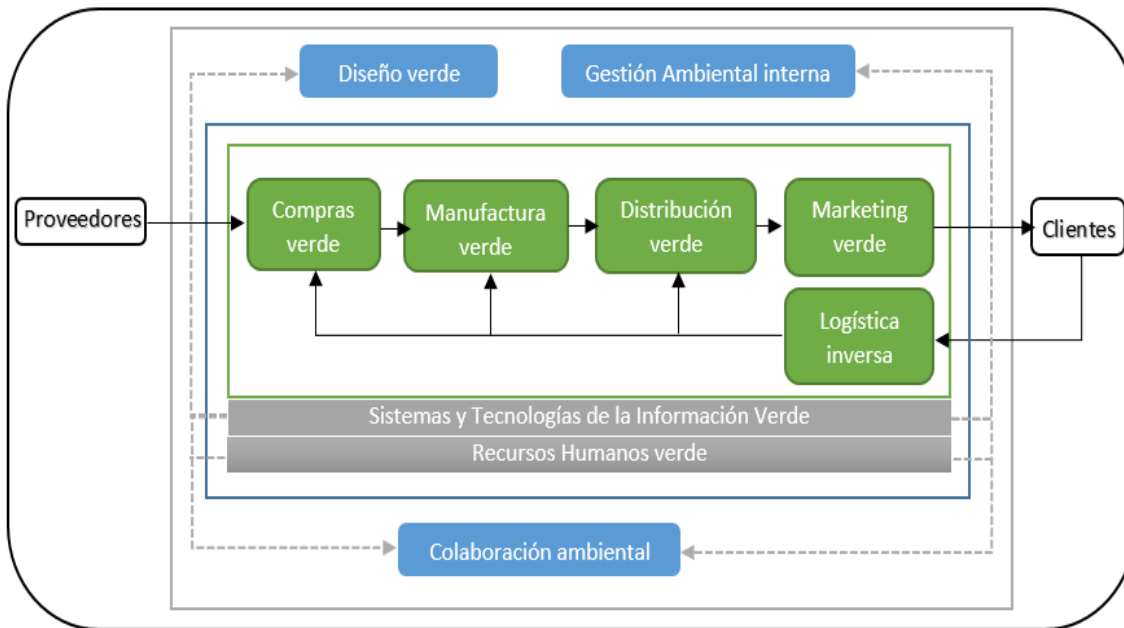 Diseño verde
Gestión Ambiental interna
Proveedores
Compras
verde
Manufactura
verde
Distribución
verde
Marketing
verde
Clientes
Logística
inversa
Sistemas y Tecnologías de la Información Verde
Recursos Humanos verde
Colaboración ambiental